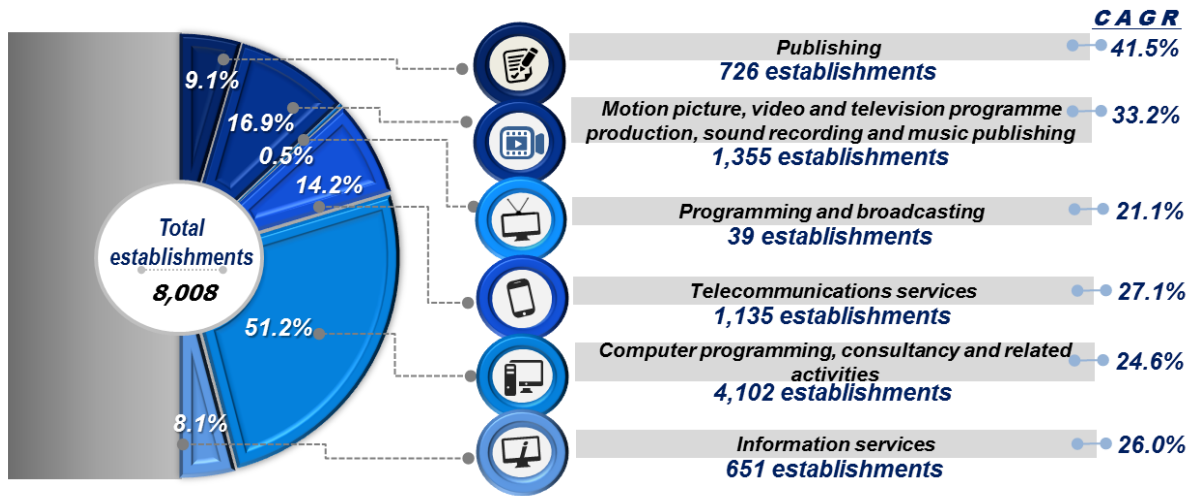 CAGR
9.1%
16.9%
0.5%
14.2%
51.2%
8.1%
Total
establishments
8,008
Publishing
726 establishments
41.5%
Motion picture, video and television programme
production, sound recording and music publishing
1,355 establishments
33.2%
Programming and broadcasting
39 establishments
21.1%
Telecommunications services
1,135 establishments
27.1%
Computer programming, consultancy and related
activities
4,102 establishments
24.6%
Information services
651 establishments
26.0%